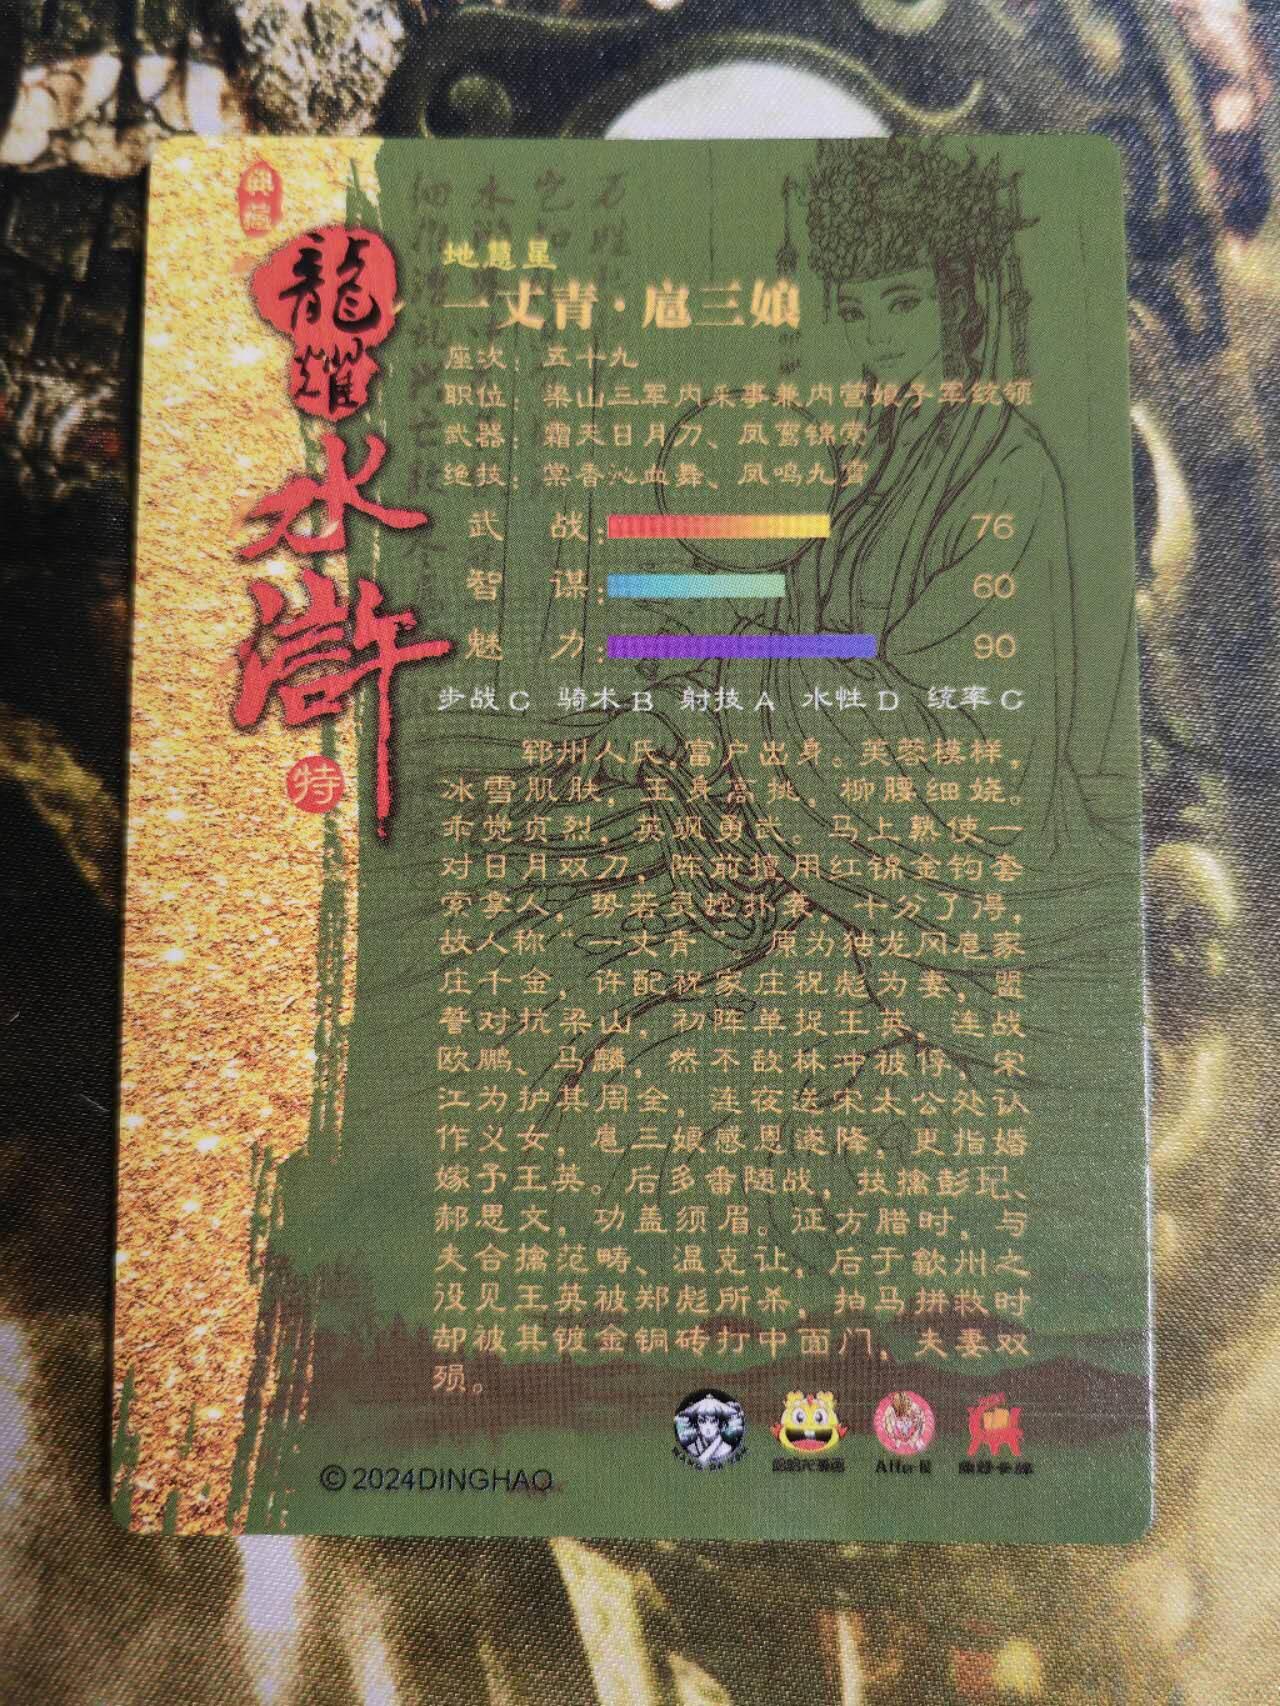 典藏
龍耀
水滸
特
地慧星
一丈青·扈三娘
座次：五十九
职位：梁山三军内采事兼内营娘子军统领
武器：霜天日月刀、凤鸾锦索
绝技：棠香沁血舞、凤鸣九霄
武 战： 76
智 谋： 60
魅 力： 90
步战C 骑术B 射技A 水性D 统率C
郓州人氏，富户出身。芙蓉模样，
冰雪肌肤，玉身高挑，柳腰细娆。
乖觉贞烈，英飒勇武。马上熟使一
对日月双刀，阵前擅用红锦金钩套
索拿人，势若灵蛇扑袭，十分了得，
故人称“一丈青”。原为独龙冈扈家
庄千金，许配祝家庄祝彪为妻，盟
誓对抗梁山，初阵单捉王英，连战
欧鹏、马麟，然不敌林冲被俘，宋
江为护其周全，连夜送宋太公处认
作义女，扈三娘感恩遂降，更指婚
嫁予王英。后多番随战，技擒彭玘、
郝思文，功盖须眉。征方腊时，与
夫合擒范畴、温克让，后于歙州之
役见王英被郑彪所杀，拍马拼救时
却被其镀金铜砖打中面门，夫妻双
殒。
©2024DINGHAO